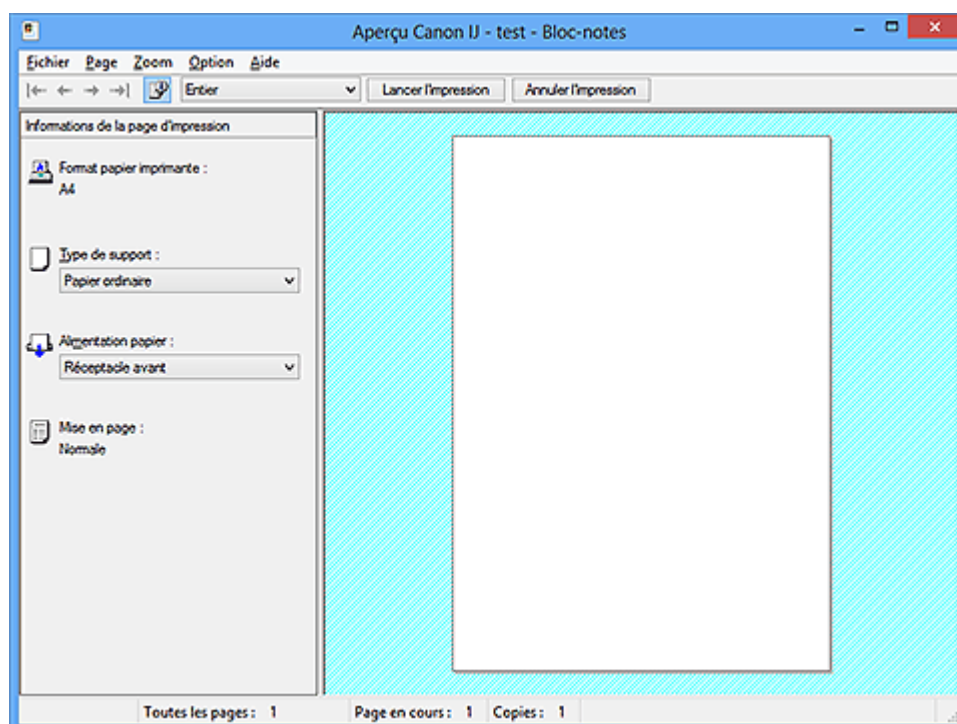 Aperçu Canon IJ - test - Bloc-notes
Fichier Page Zoom Option Aide
Entier Lancer l'impression Annuler l'impression
Informations de la page d'impression
Format papier imprimante :
A4
Type de support :
Papier ordinaire
Alimentation papier :
Réceptacle avant
Mise en page :
Normale
Toutes les pages : 1 Page en cours : 1 Copies : 1